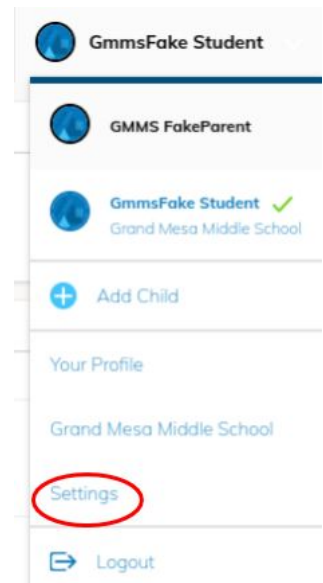 GmmsFake Student
GMMS FakeParent
GmmsFake Student
Grand Mesa Middle School
Add Child
Your Profile
Grand Mesa Middle School
Settings
Logout